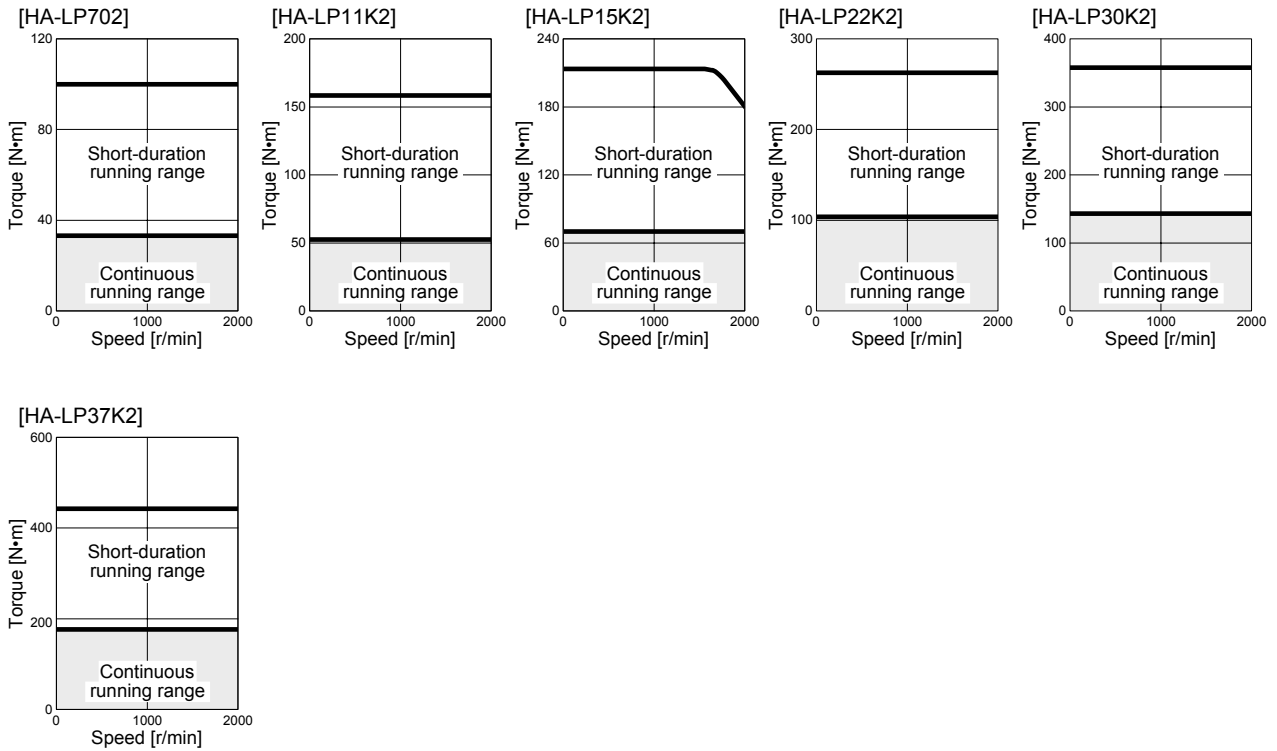 [HA-LP702]
120
80
40
0
Torque [N•m]
Short-duration
running range
Continuous
running range
0
1000
2000
Speed [r/min]
[HA-LP11K2]
200
150
100
50
0
Torque [N•m]
Short-duration
running range
Continuous
running range
0
1000
2000
Speed [r/min]
[HA-LP15K2]
240
180
120
60
0
Torque [N•m]
Short-duration
running range
Continuous
running range
0
1000
2000
Speed [r/min]
[HA-LP22K2]
300
200
100
0
Torque [N•m]
Short-duration
running range
Continuous
running range
0
1000
2000
Speed [r/min]
[HA-LP30K2]
400
300
200
100
0
Torque [N•m]
Short-duration
running range
Continuous
running range
0
1000
2000
Speed [r/min]
[HA-LP37K2]
600
400
200
0
Torque [N•m]
Short-duration
running range
Continuous
running range
0
1000
2000
Speed [r/min]